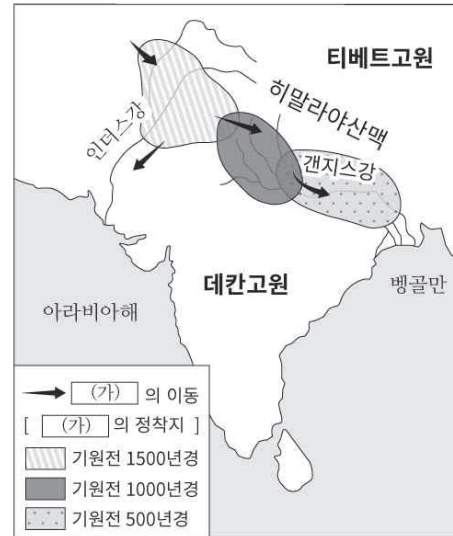 티베트고원
히말라야산맥
인더스강
갠지스강
데칸고원
벵골만
아라비아해
(가) 의 이동
[ (가) 의 정착지 ]
기원전 1500년경
기원전 1000년경
기원전 500년경